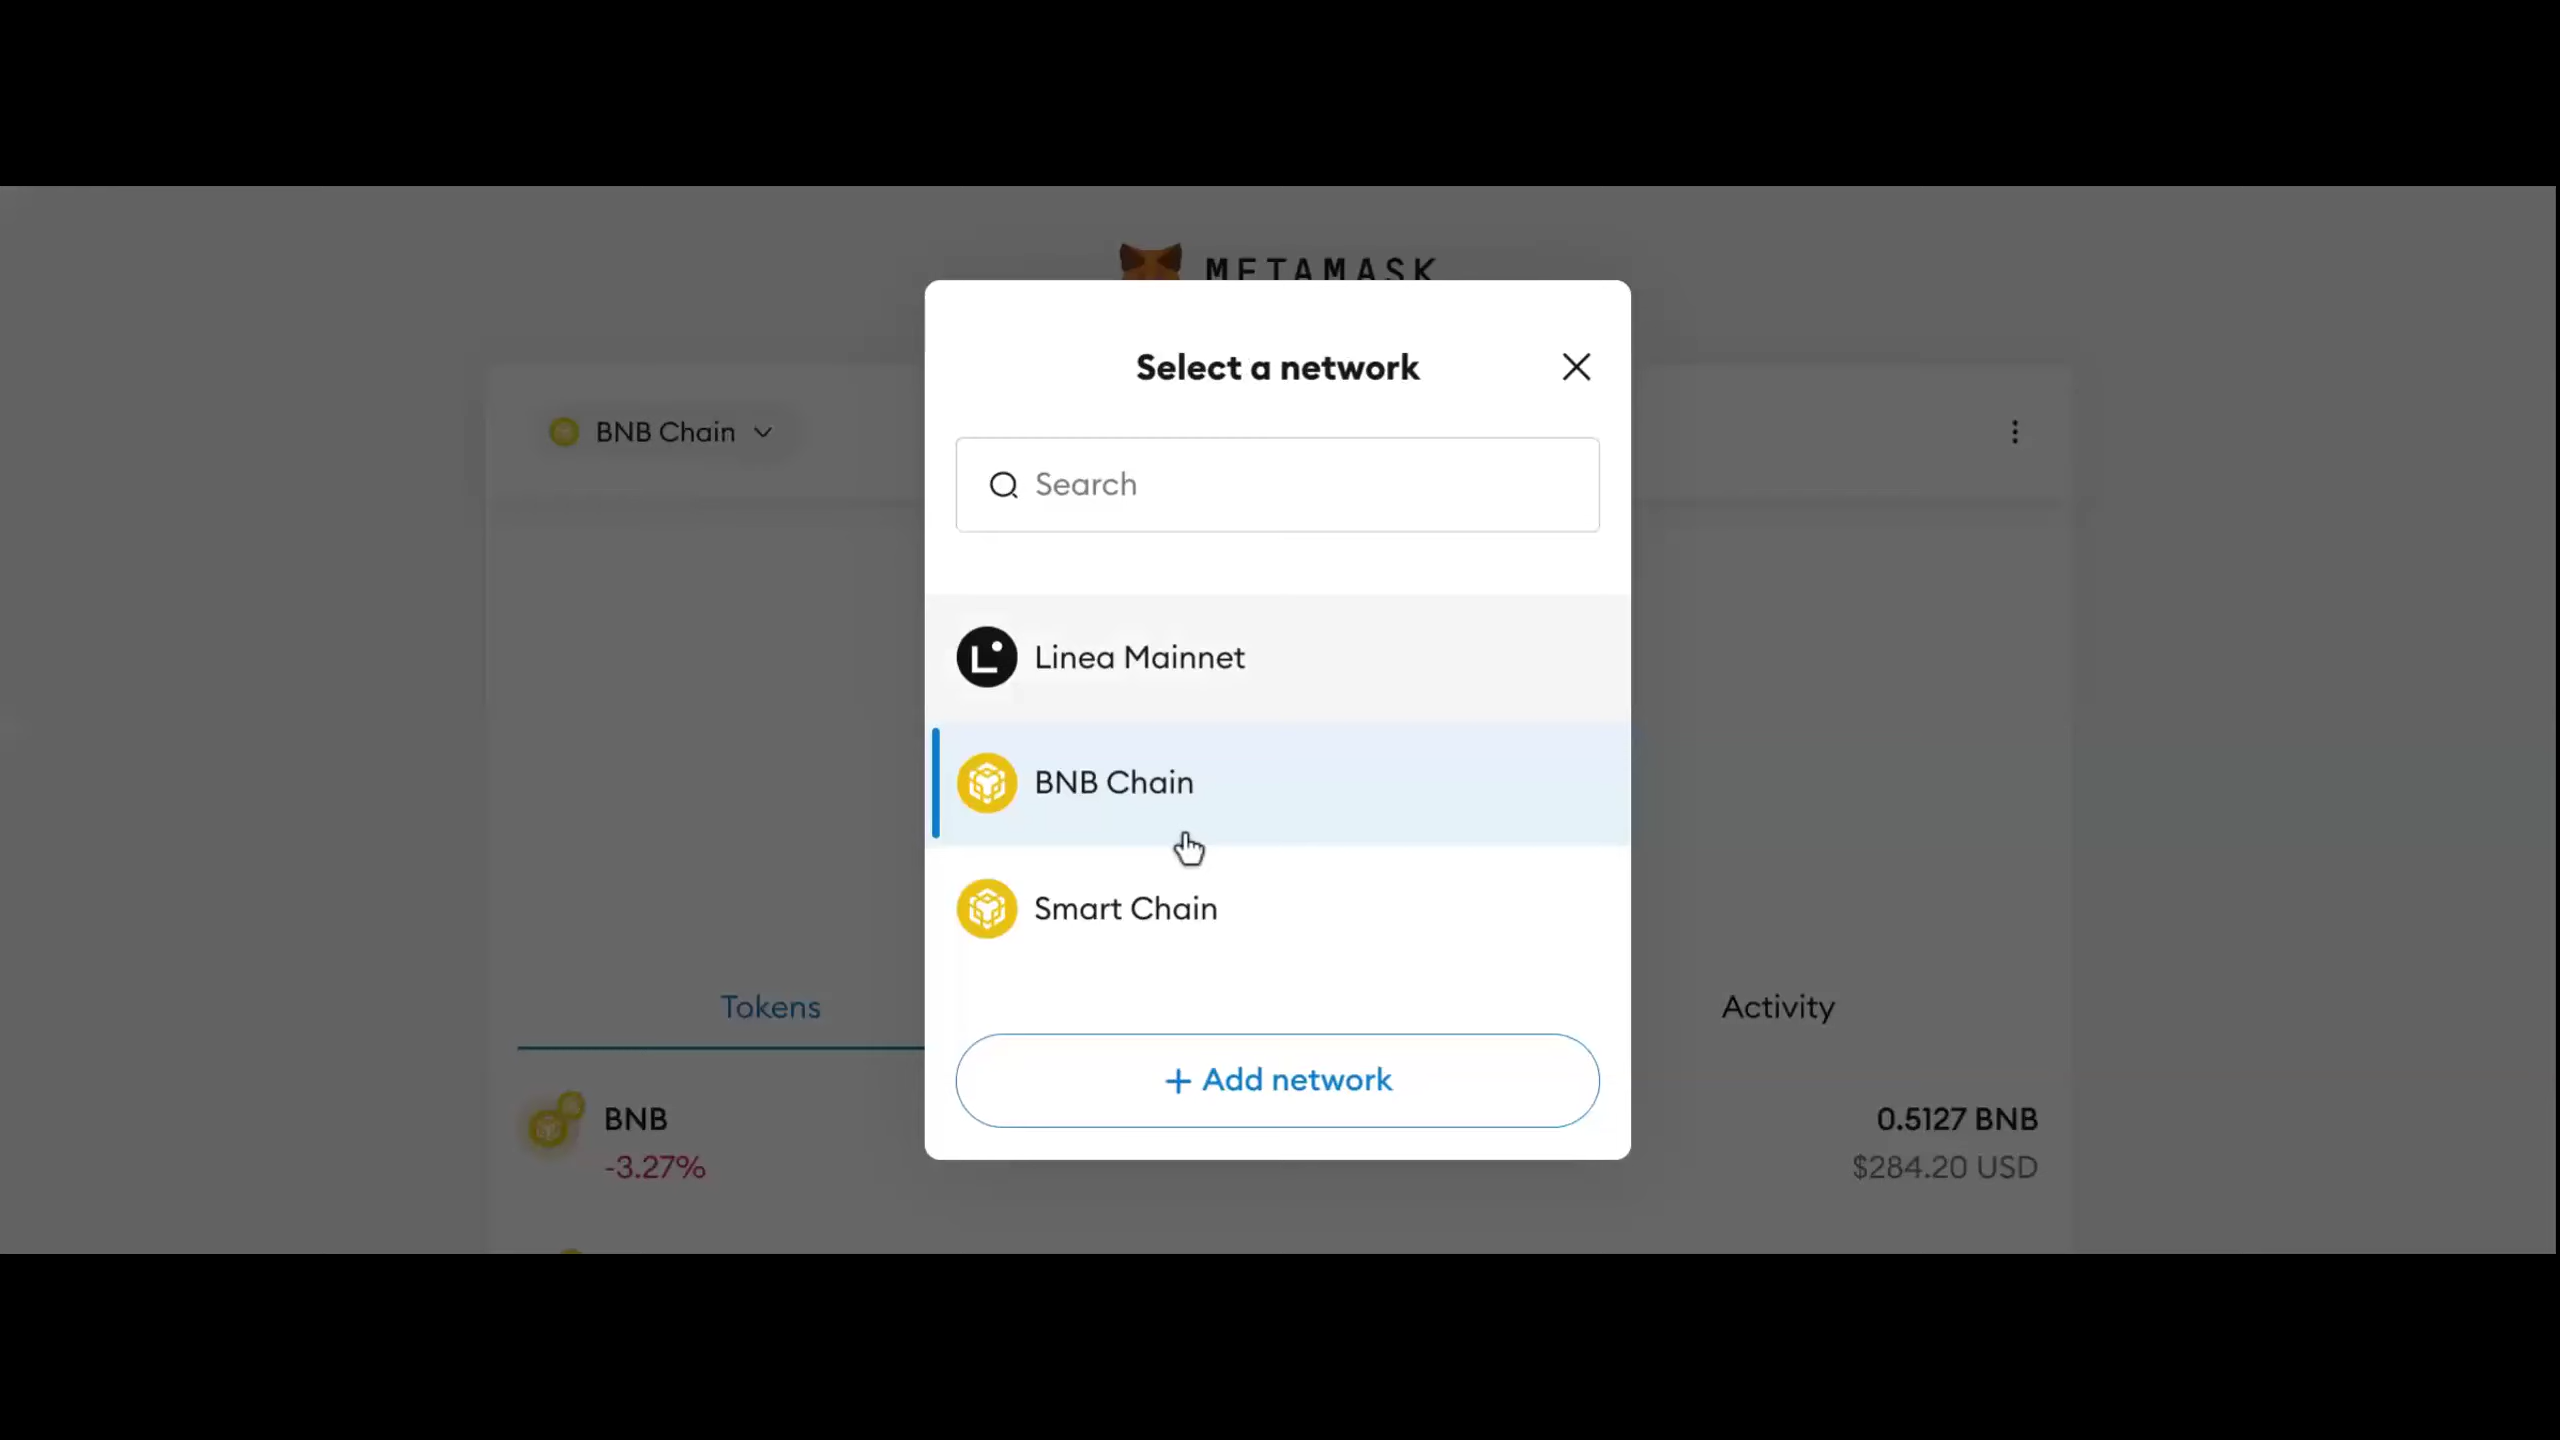 METAMASK
Select a network
BNB Chain
Search
Linea Mainnet
BNB Chain
Smart Chain
Tokens
Activity
+ Add network
BNB
0.5127 BNB
-3.27%
$284.20 USD